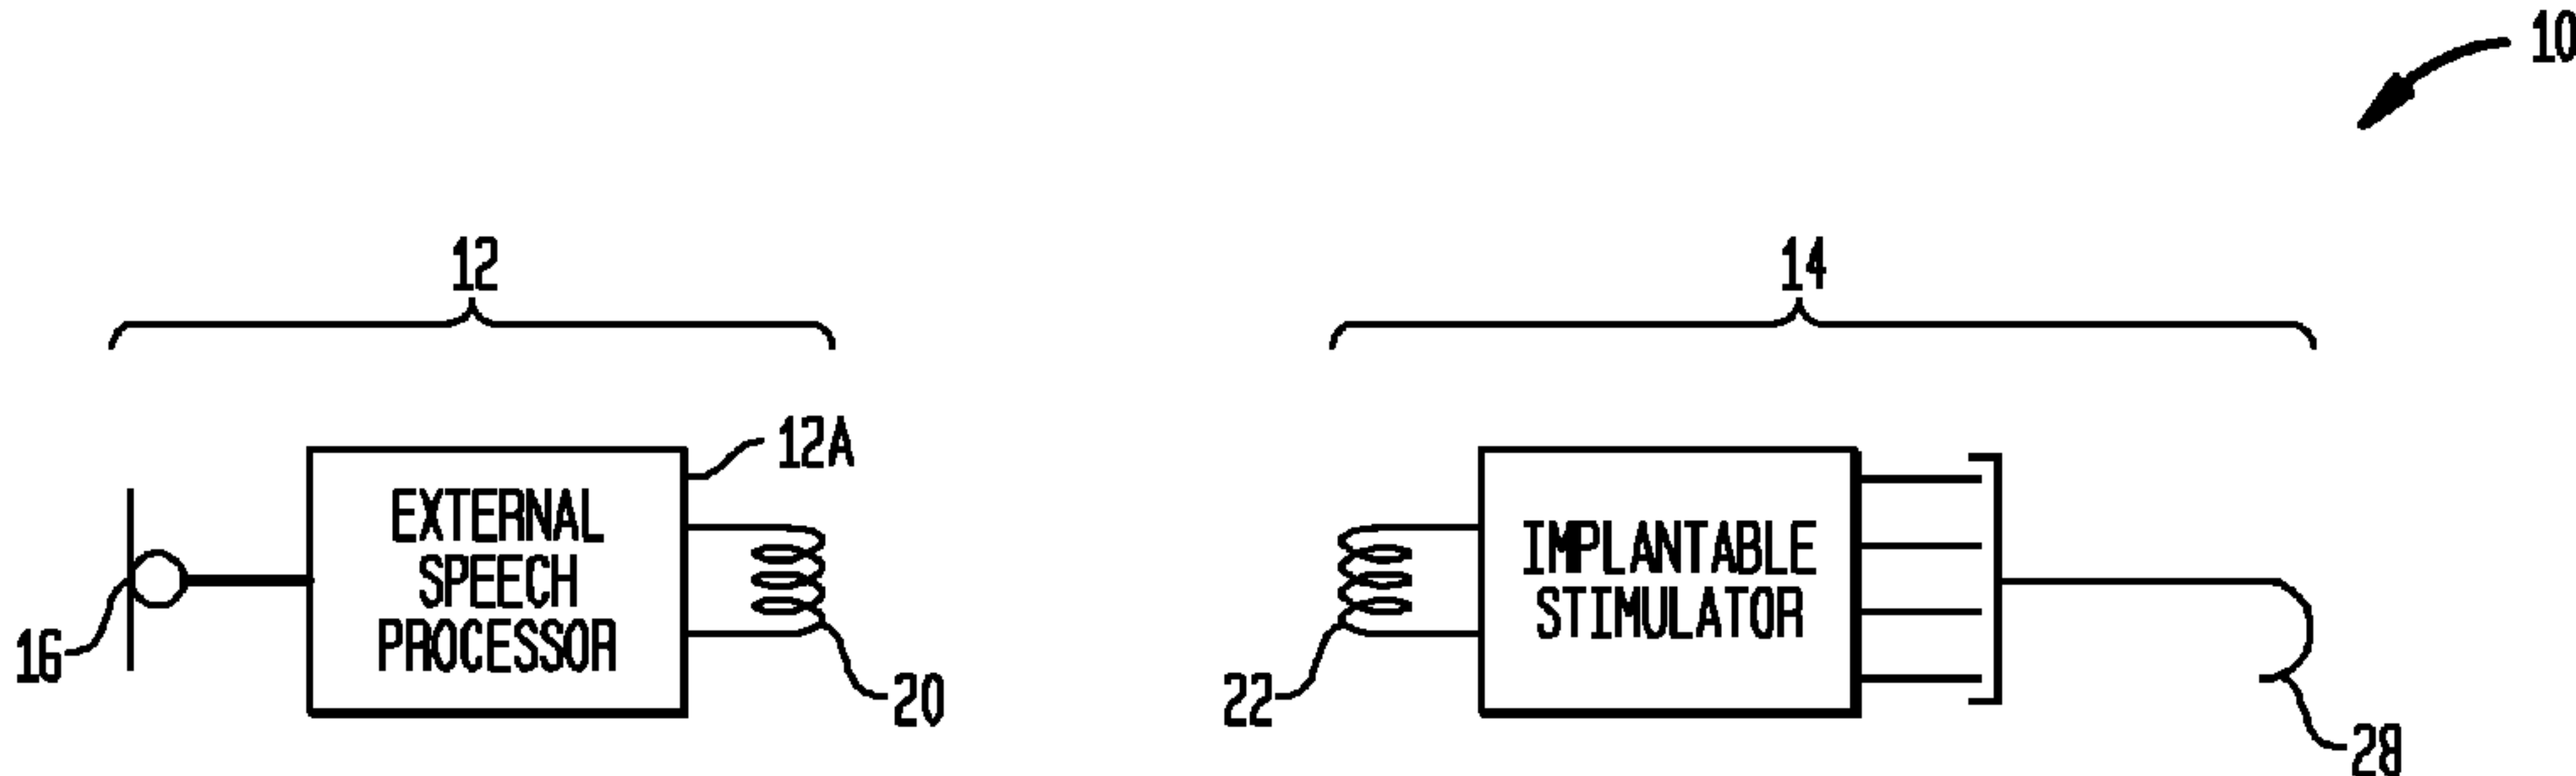 10
12
14
12A
EXTERNAL
SPEECH
PROCESSOR
IMPLANTABLE
STIMULATOR
16
20
22
28